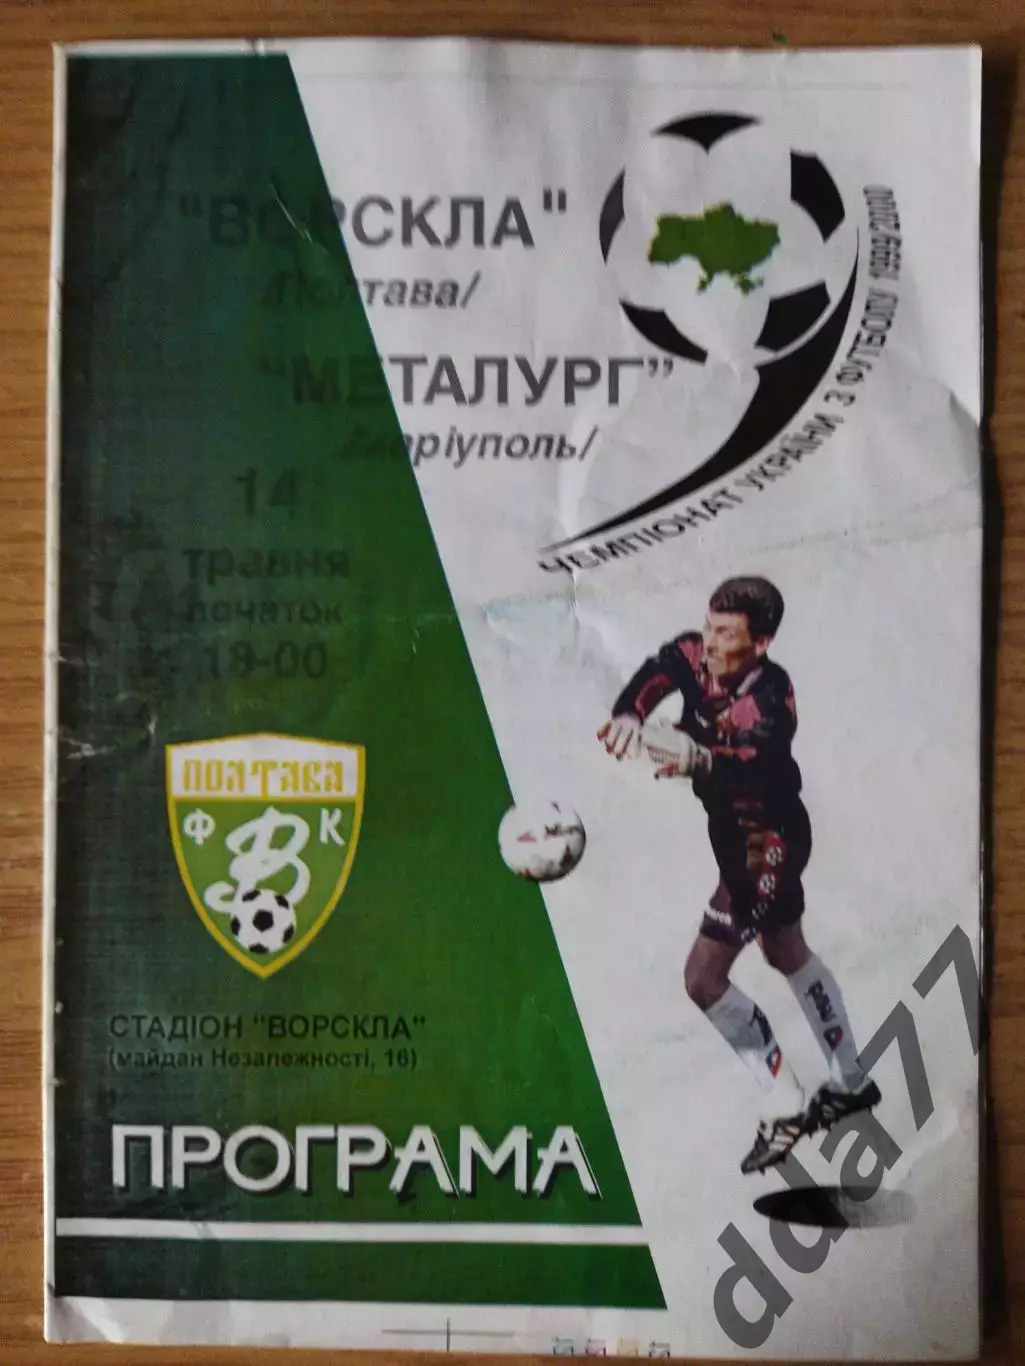 "ВОРСКЛА"
/Полтава/
"МЕТАЛУРГ"
/Маріуполь/
14
травня
початок
18-00
ЧЕМПІОНАТ УКРАЇНИ З ФУТБОЛУ 1999/2000
ПОЛТАВА
ФК
В
СТАДІОН "ВОРСКЛА"
(майдан Незалежності, 16)
ПРОГРАМА
dda77